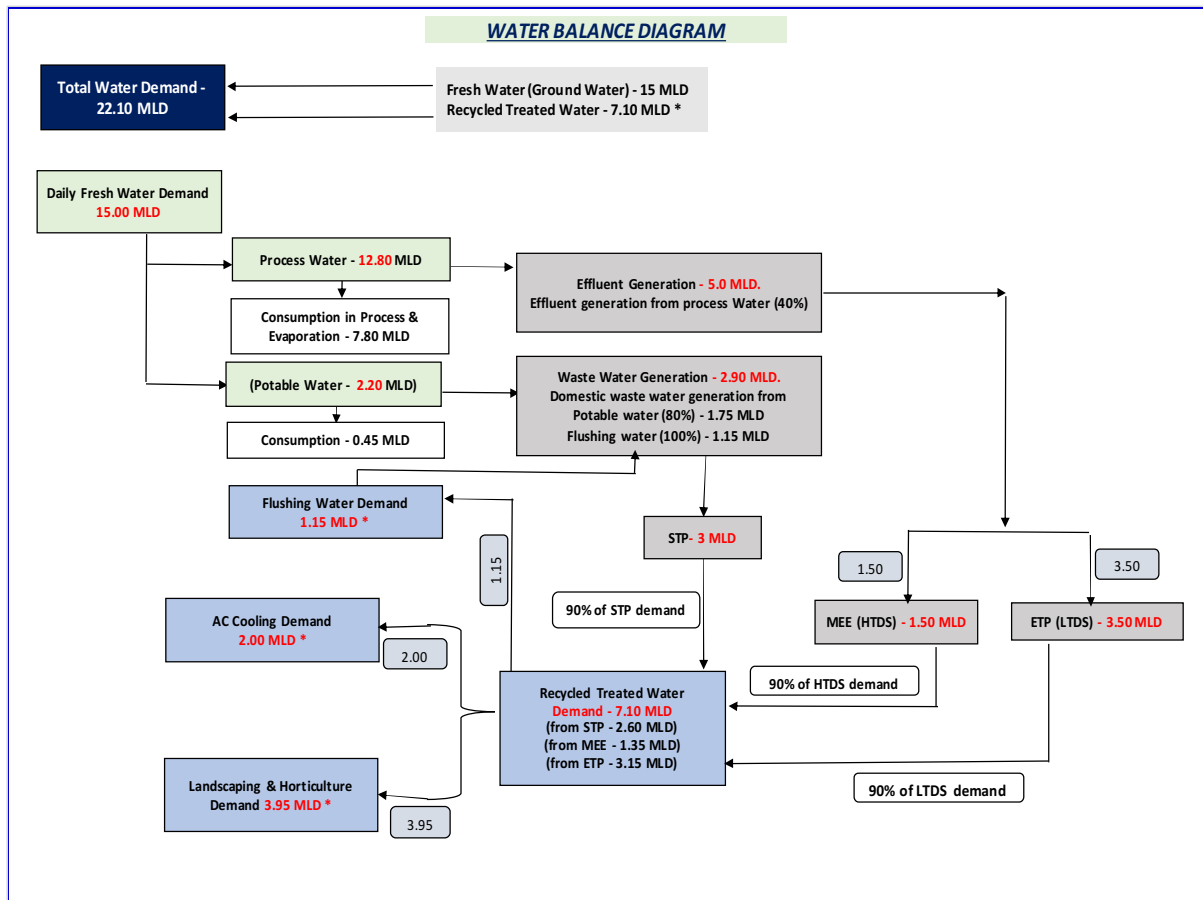 WATER BALANCE DIAGRAM
Total Water Demand -
22.10 MLD
Fresh Water (Ground Water) - 15 MLD
Recycled Treated Water - 7.10 MLD *
Daily Fresh Water Demand
15.00 MLD
Process Water - 12.80 MLD
Effluent Generation - 5.0 MLD.
Effluent generation from process Water (40%)
Consumption in Process &
Evaporation - 7.80 MLD
(Potable Water - 2.20 MLD)
Waste Water Generation - 2.90 MLD.
Domestic waste water generation from
Potable water (80%) - 1.75 MLD
Flushing water (100%) - 1.15 MLD
Consumption - 0.45 MLD
Flushing Water Demand
1.15 MLD *
STP- 3 MLD
1.15
1.50
3.50
90% of STP demand
MEE (HTDS) - 1.50 MLD
ETP (LTDS) - 3.50 MLD
AC Cooling Demand
2.00 MLD *
2.00
90% of HTDS demand
Recycled Treated Water
Demand - 7.10 MLD
(from STP - 2.60 MLD)
(from MEE - 1.35 MLD)
(from ETP - 3.15 MLD)
Landscaping & Horticulture
Demand 3.95 MLD *
3.95
90% of LTDS demand